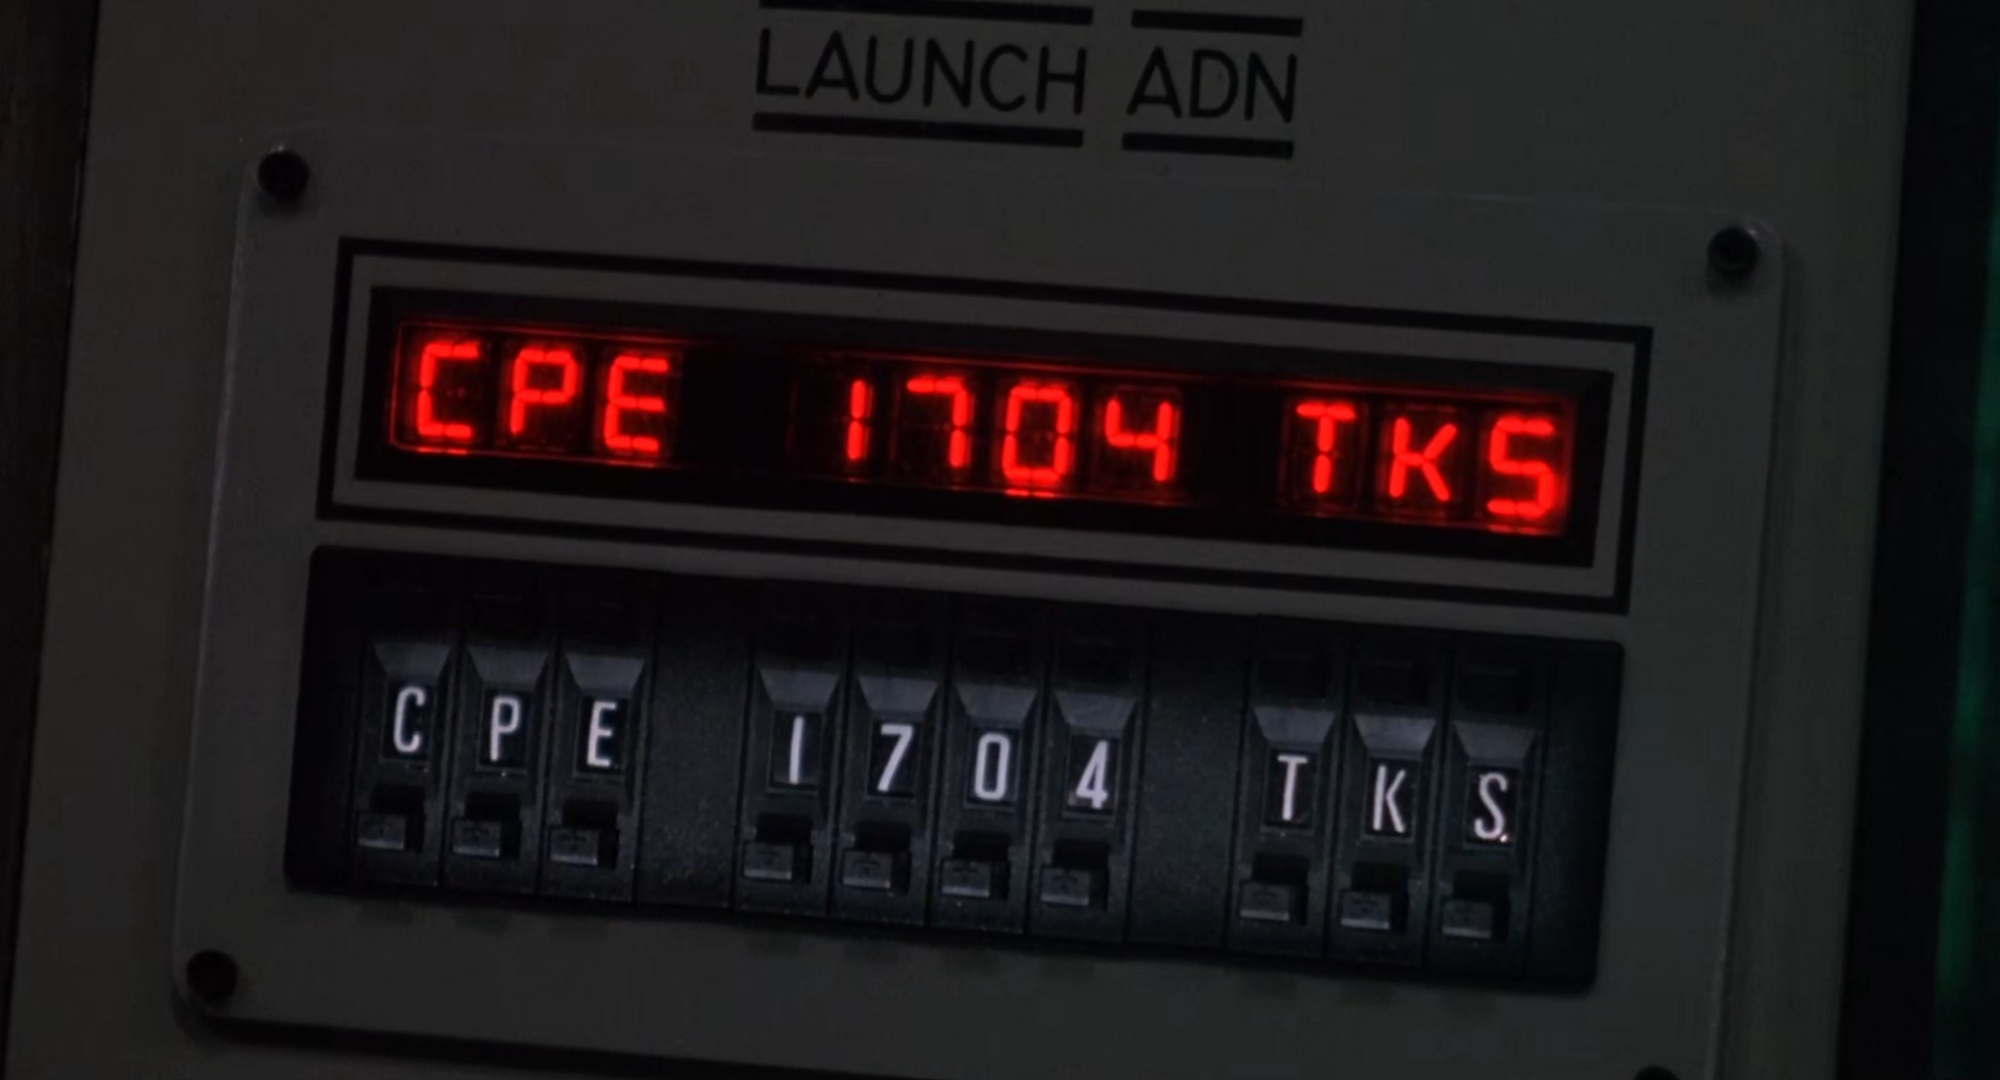 LAUNCH ADN
CPE 1704 TKS
CPE 1704 TKS